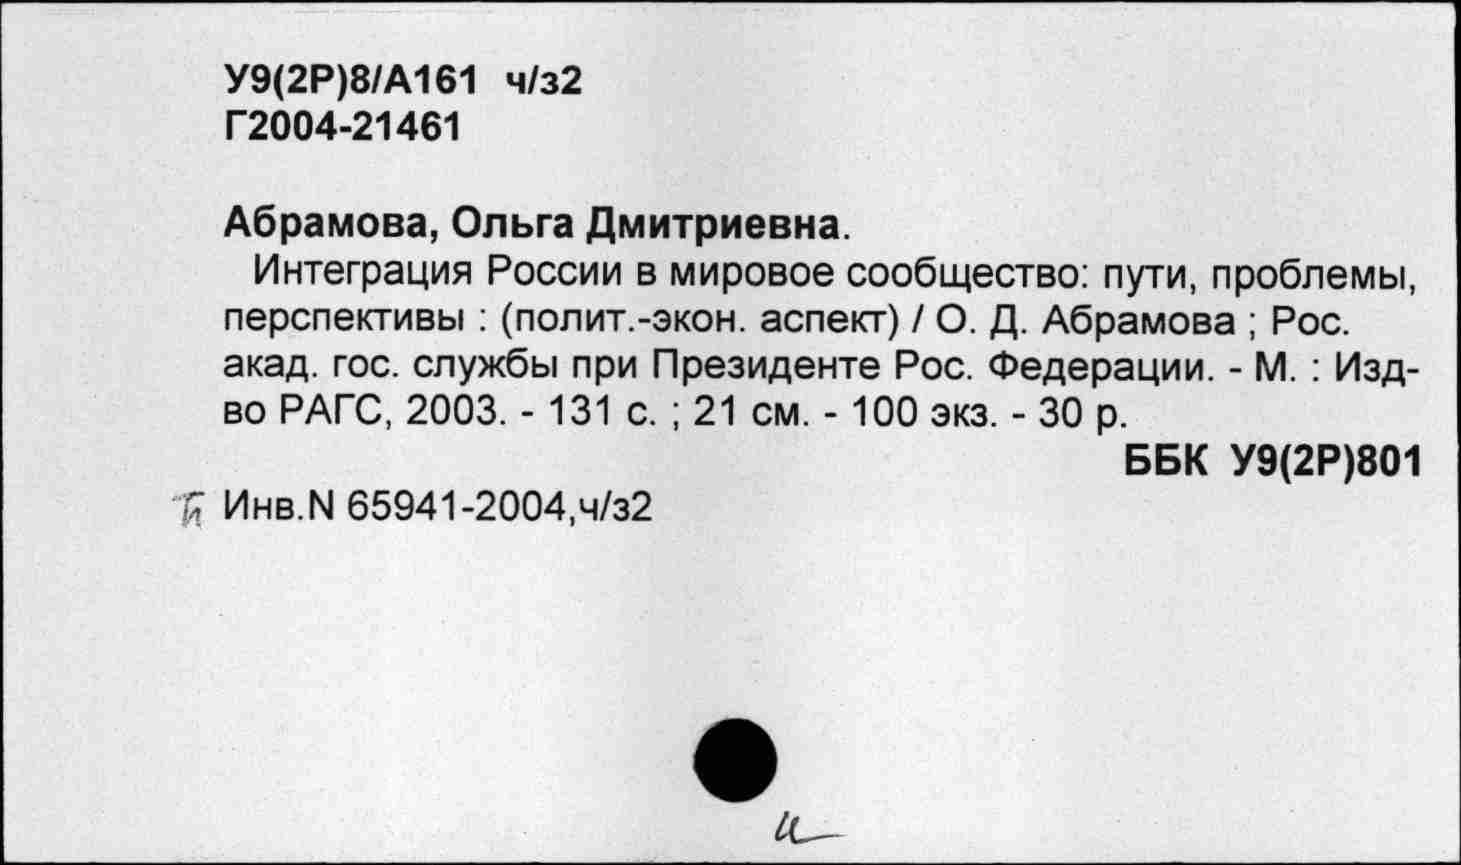 У9(2Р)8/А161 ч/з2
Г2004-21461
Абрамова, Ольга Дмитриевна.
Интеграция России в мировое сообщество: пути, проблемы,
перспективы : (полит.-экон. аспект) / О. Д. Абрамова ; Рос.
акад. гос. службы при Президенте Рос. Федерации. - М. : Изд-
во РАГС, 2003. - 131 с. ; 21 см. - 100 экз. - 30 р.
ББК У9(2Р)801
Инв.N 65941-2004,ч/з2
и